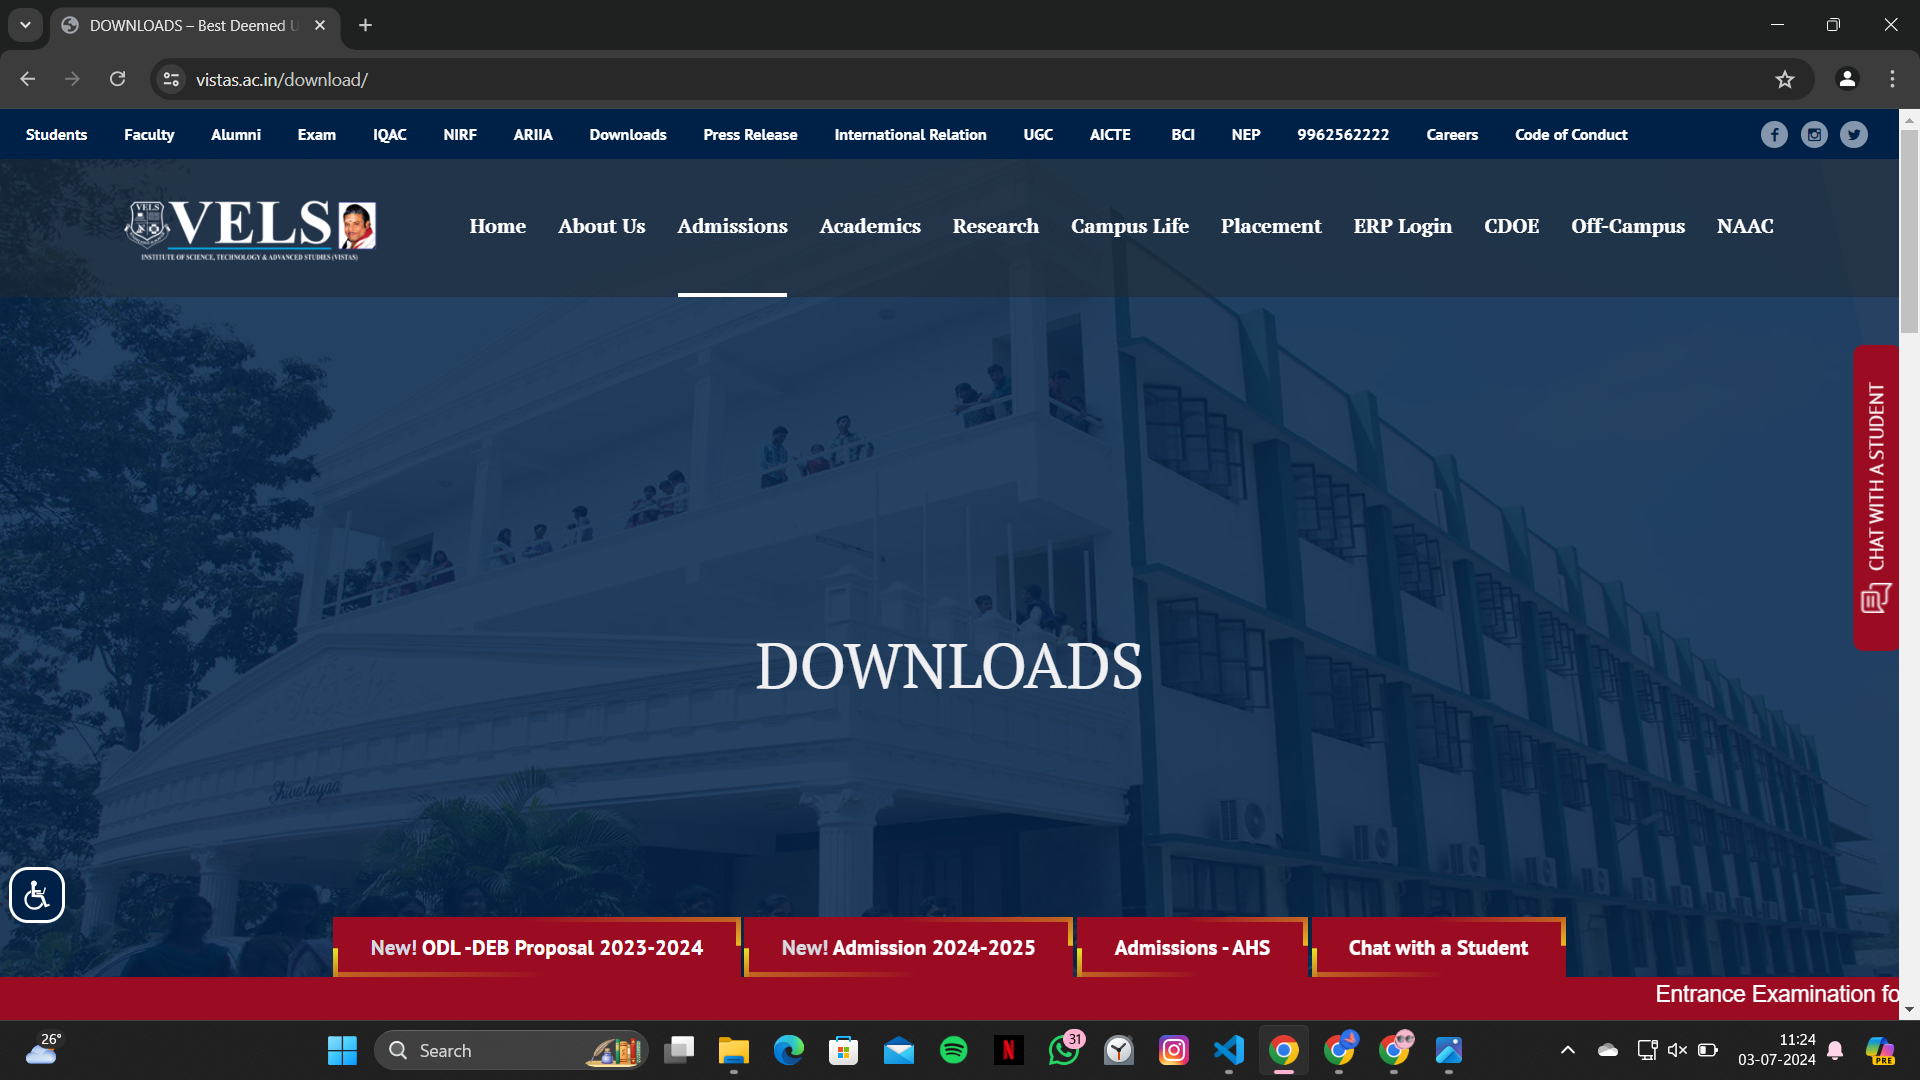 DOWNLOADS – Best Deemed U
vistas.ac.in/download/
Students Faculty Alumni Exam IQAC NIRF ARIIA Downloads Press Release International Relation UGC AICTE BCI NEP 9962562222 Careers Code of Conduct
VELS
VELS
INSTITUTE OF SCIENCE, TECHNOLOGY & ADVANCED STUDIES (VISTAS)
Home About Us Admissions Academics Research Campus Life Placement ERP Login CDOE Off-Campus NAAC
CHAT WITH A STUDENT
DOWNLOADS
Shivalayaa
New! ODL -DEB Proposal 2023-2024
New! Admission 2024-2025
Admissions - AHS
Chat with a Student
Entrance Examination fo
26°
Search
31
11:24
03-07-2024
PRE